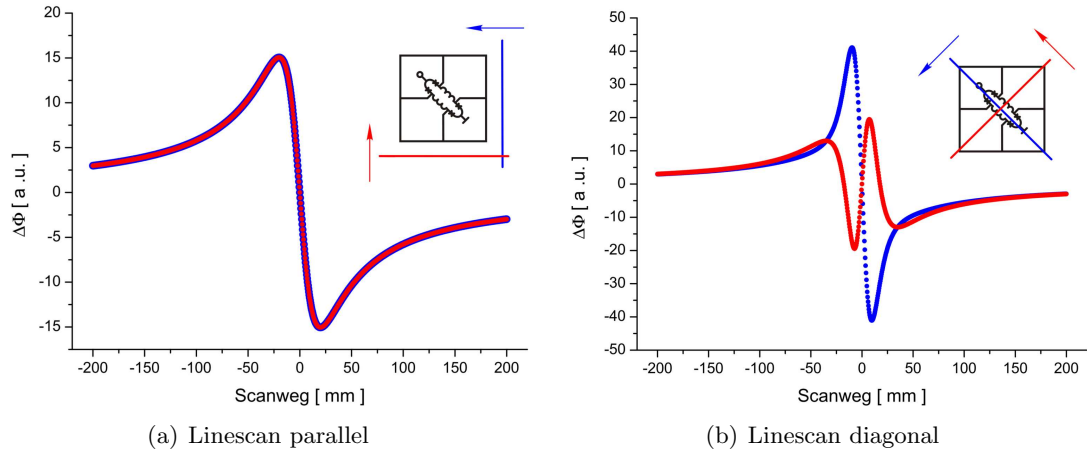 20
15
10
5
0
-5
-10
-15
-200 -150 -100 -50 0 50 100 150 200
ΔΦ [ a .u. ]
Scanweg [ mm ]
(a) Linescan parallel
50
40
30
20
10
0
-10
-20
-30
-40
-50
-200 -150 -100 -50 0 50 100 150 200
ΔΦ [ a.u. ]
Scanweg [ mm ]
(b) Linescan diagonal